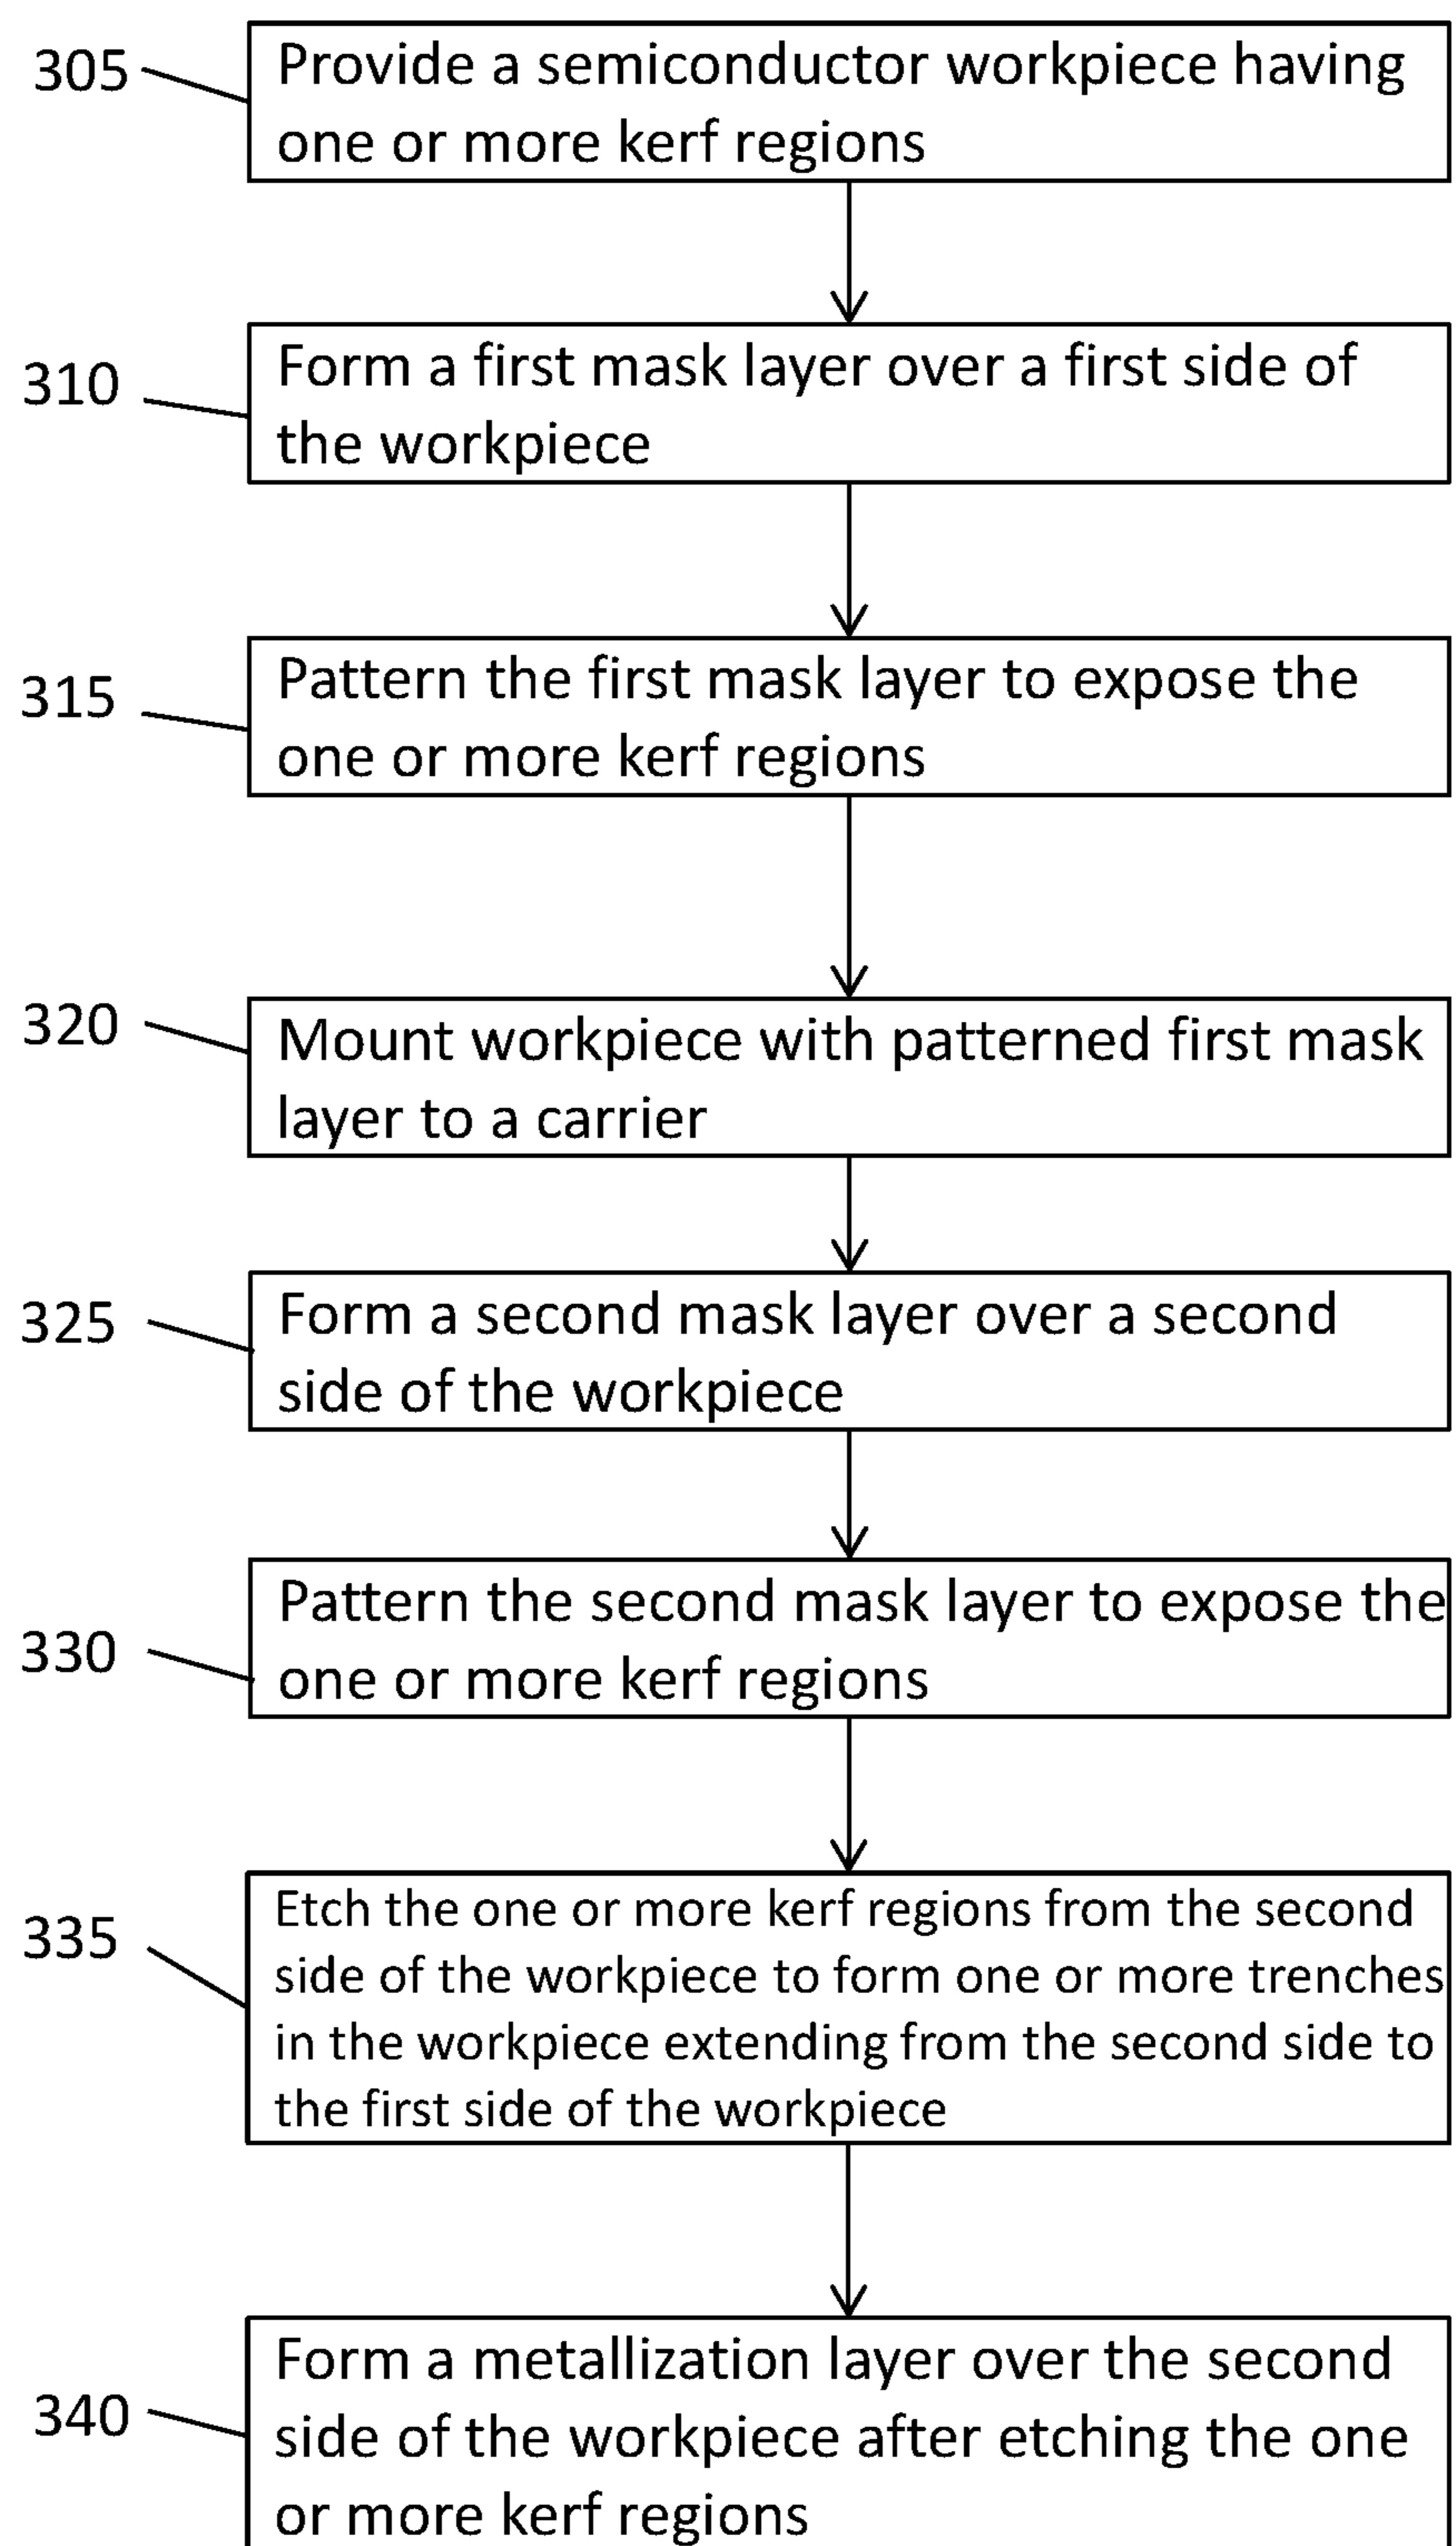 305
Provide a semiconductor workpiece having
one or more kerf regions
310
Form a first mask layer over a first side of
the workpiece
315
Pattern the first mask layer to expose the
one or more kerf regions
320
Mount workpiece with patterned first mask
layer to a carrier
325
Form a second mask layer over a second
side of the workpiece
330
Pattern the second mask layer to expose the
one or more kerf regions
335
Etch the one or more kerf regions from the second
side of the workpiece to form one or more trenches
in the workpiece extending from the second side to
the first side of the workpiece
340
Form a metallization layer over the second
side of the workpiece after etching the one
or more kerf regions